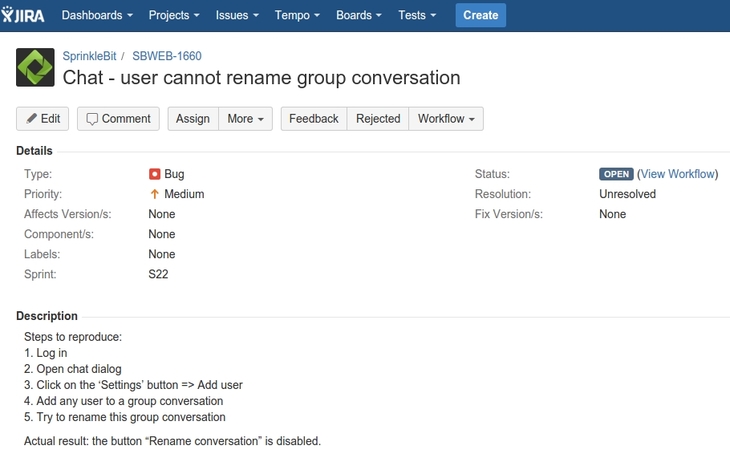 JIRA Dashboards Projects Issues Tempo Boards Tests Create
SprinkleBit / SBWEB-1660
Chat - user cannot rename group conversation
Edit Comment Assign More Feedback Rejected Workflow
Details
Type: Bug Status: OPEN (View Workflow)
Priority: Medium Resolution: Unresolved
Affects Version/s: None Fix Version/s: None
Component/s: None
Labels: None
Sprint: S22
Description
Steps to reproduce:
1. Log in
2. Open chat dialog
3. Click on the ‘Settings’ button => Add user
4. Add any user to a group conversation
5. Try to rename this group conversation
Actual result: the button “Rename conversation” is disabled.